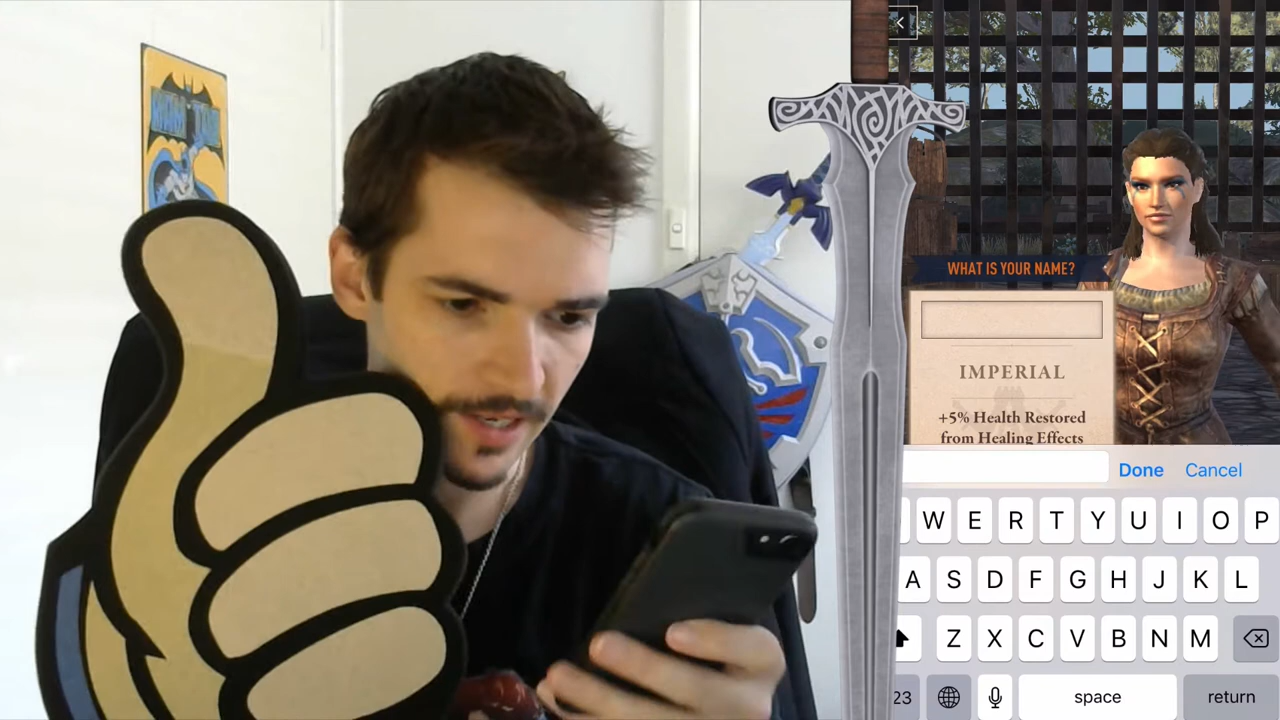 WHAT IS YOUR NAME?
IMPERIAL
+5% Health Restored
from Healing Effects
Done Cancel
W E R T Y U I O P
A S D F G H J K L
Z X C V B N M
23 space return